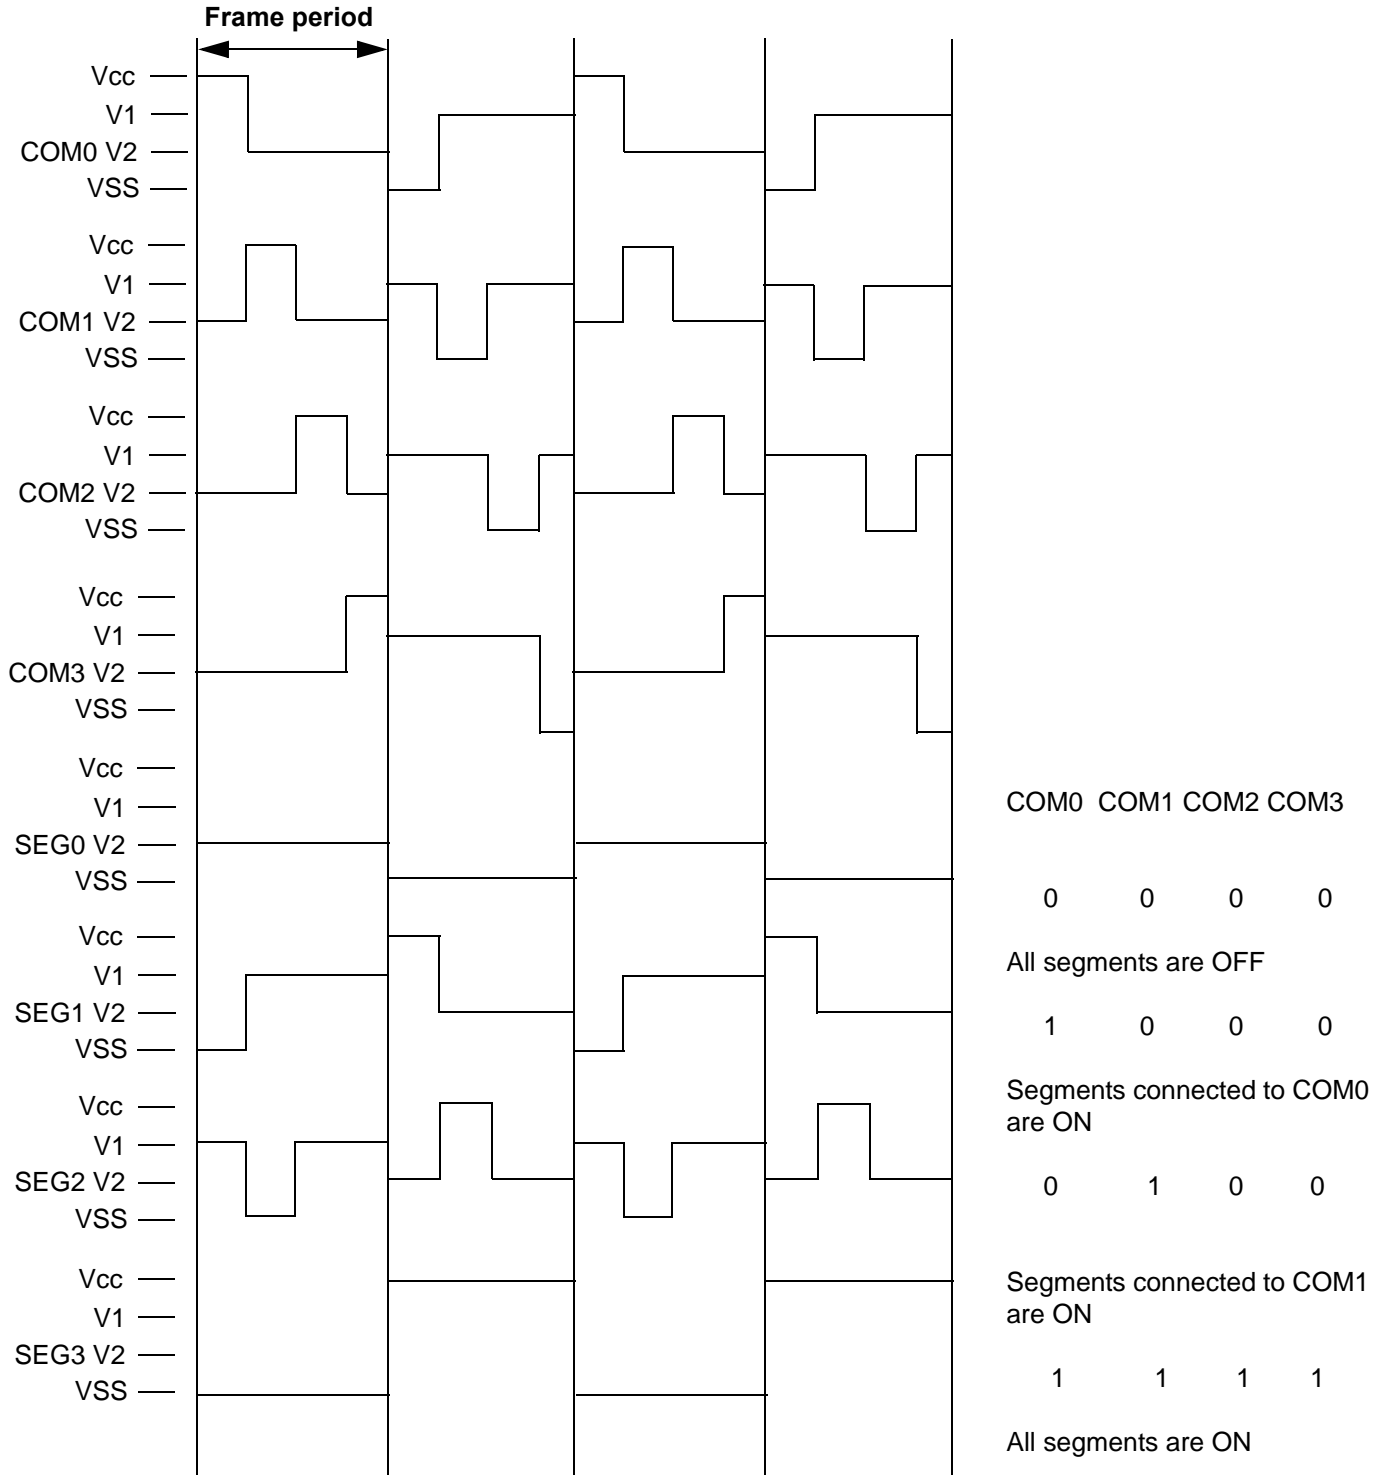 Frame period
Vcc
V1
COM0 V2
VSS
Vcc
V1
COM1 V2
VSS
Vcc
V1
COM2 V2
VSS
Vcc
V1
COM3 V2
VSS
Vcc
V1
SEG0 V2
VSS
Vcc
V1
SEG1 V2
VSS
Vcc
V1
SEG2 V2
VSS
Vcc
V1
SEG3 V2
VSS
COM0 COM1 COM2 COM3
0 0 0 0
All segments are OFF
1 0 0 0
Segments connected to COM0
are ON
0 1 0 0
Segments connected to COM1
are ON
1 1 1 1
All segments are ON